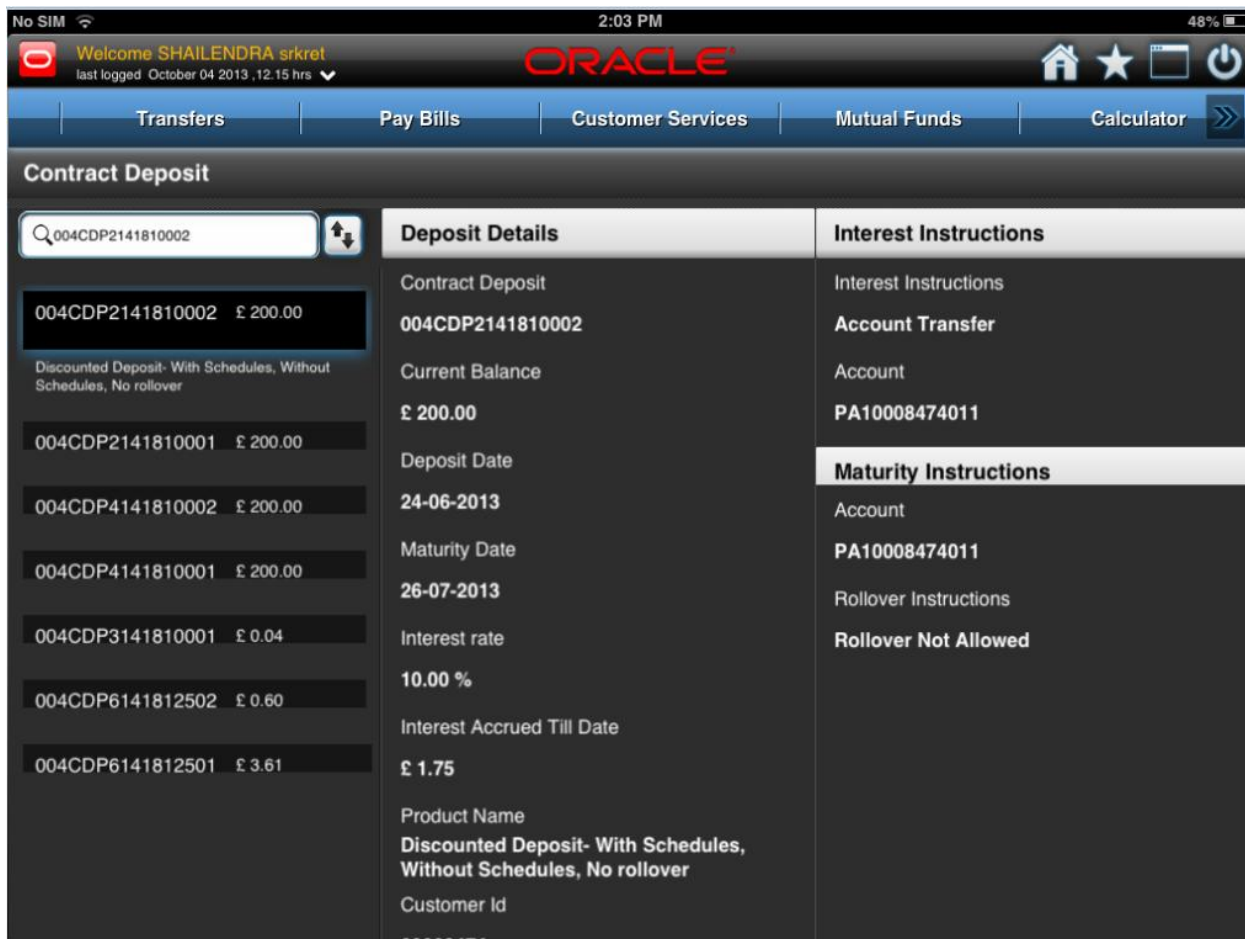 No SIM 2:03 PM 48%
Welcome SHAILENDRA srkret
last logged October 04 2013 ,12.15 hrs
ORACLE
Transfers Pay Bills Customer Services Mutual Funds Calculator
Contract Deposit
004CDP2141810002
004CDP2141810002 £ 200.00
Discounted Deposit- With Schedules, Without
Schedules, No rollover
004CDP2141810001 £ 200.00
004CDP4141810002 £ 200.00
004CDP4141810001 £ 200.00
004CDP3141810001 £ 0.04
004CDP6141812502 £ 0.60
004CDP6141812501 £ 3.61
Deposit Details
Contract Deposit
004CDP2141810002
Current Balance
£ 200.00
Deposit Date
24-06-2013
Maturity Date
26-07-2013
Interest rate
10.00 %
Interest Accrued Till Date
£ 1.75
Product Name
Discounted Deposit- With Schedules,
Without Schedules, No rollover
Customer Id
Interest Instructions
Interest Instructions
Account Transfer
Account
PA10008474011
Maturity Instructions
Account
PA10008474011
Rollover Instructions
Rollover Not Allowed